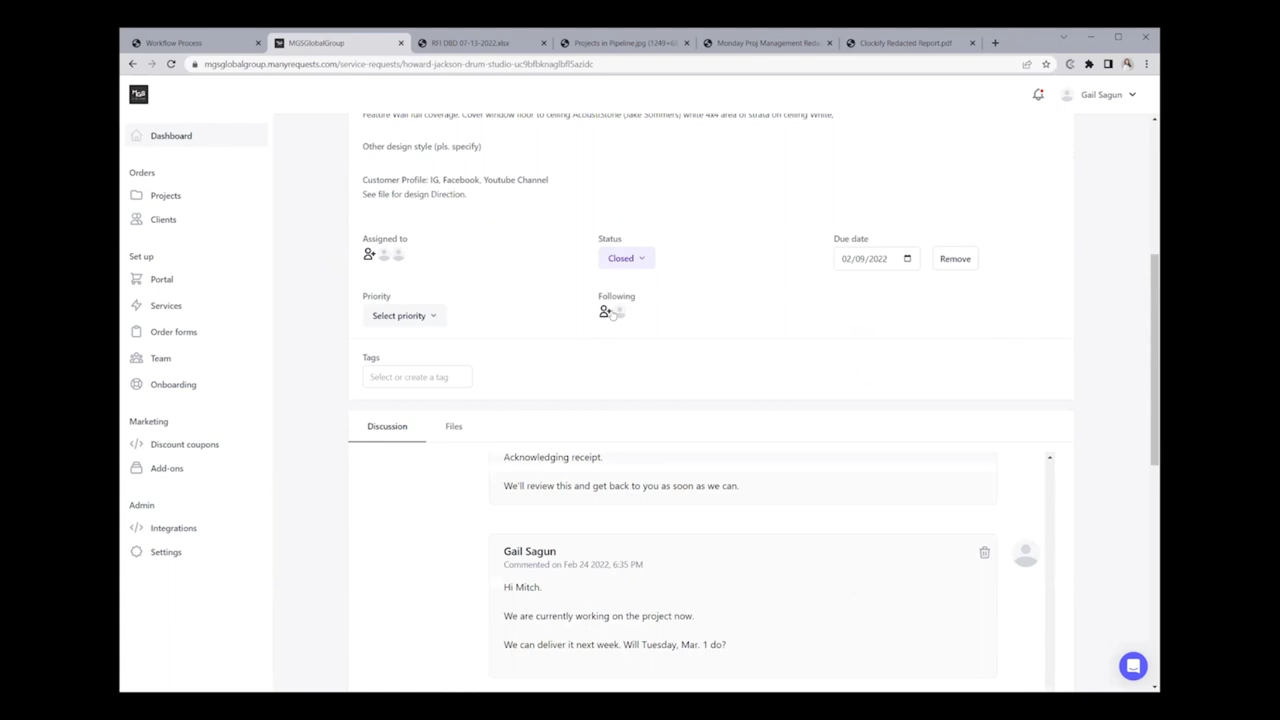 Workflow Process
MGSGlobalGroup
RFI DBD 07-13-2022.xlsx
Projects in Pipeline.jpg (1249×6
Monday Proj Management Reda
Clockify Redacted Report.pdf
mgsglobalgroup.manyrequests.com/service-requests/howard-jackson-drum-studio-uc9bfbknaglbfl5azidc
MGS
Gail Sagun
Dashboard
Orders
Projects
Clients
Set up
Portal
Services
Order forms
Team
Onboarding
Marketing
Discount coupons
Add-ons
Admin
Integrations
Settings
Feature Wall full coverage. Cover window floor to ceiling AcoustiStone (Jake Sommers) white 4x4 area of strata on ceiling White,
Other design style (pls. specify)
Customer Profile: IG, Facebook, Youtube Channel
See file for design Direction.
Assigned to
Status
Due date
Closed
02/09/2022
Remove
Priority
Following
Select priority
Tags
Select or create a tag
Discussion
Files
Acknowledging receipt.
We'll review this and get back to you as soon as we can.
Gail Sagun
Commented on Feb 24 2022, 6:35 PM
Hi Mitch.
We are currently working on the project now.
We can deliver it next week. Will Tuesday, Mar. 1 do?